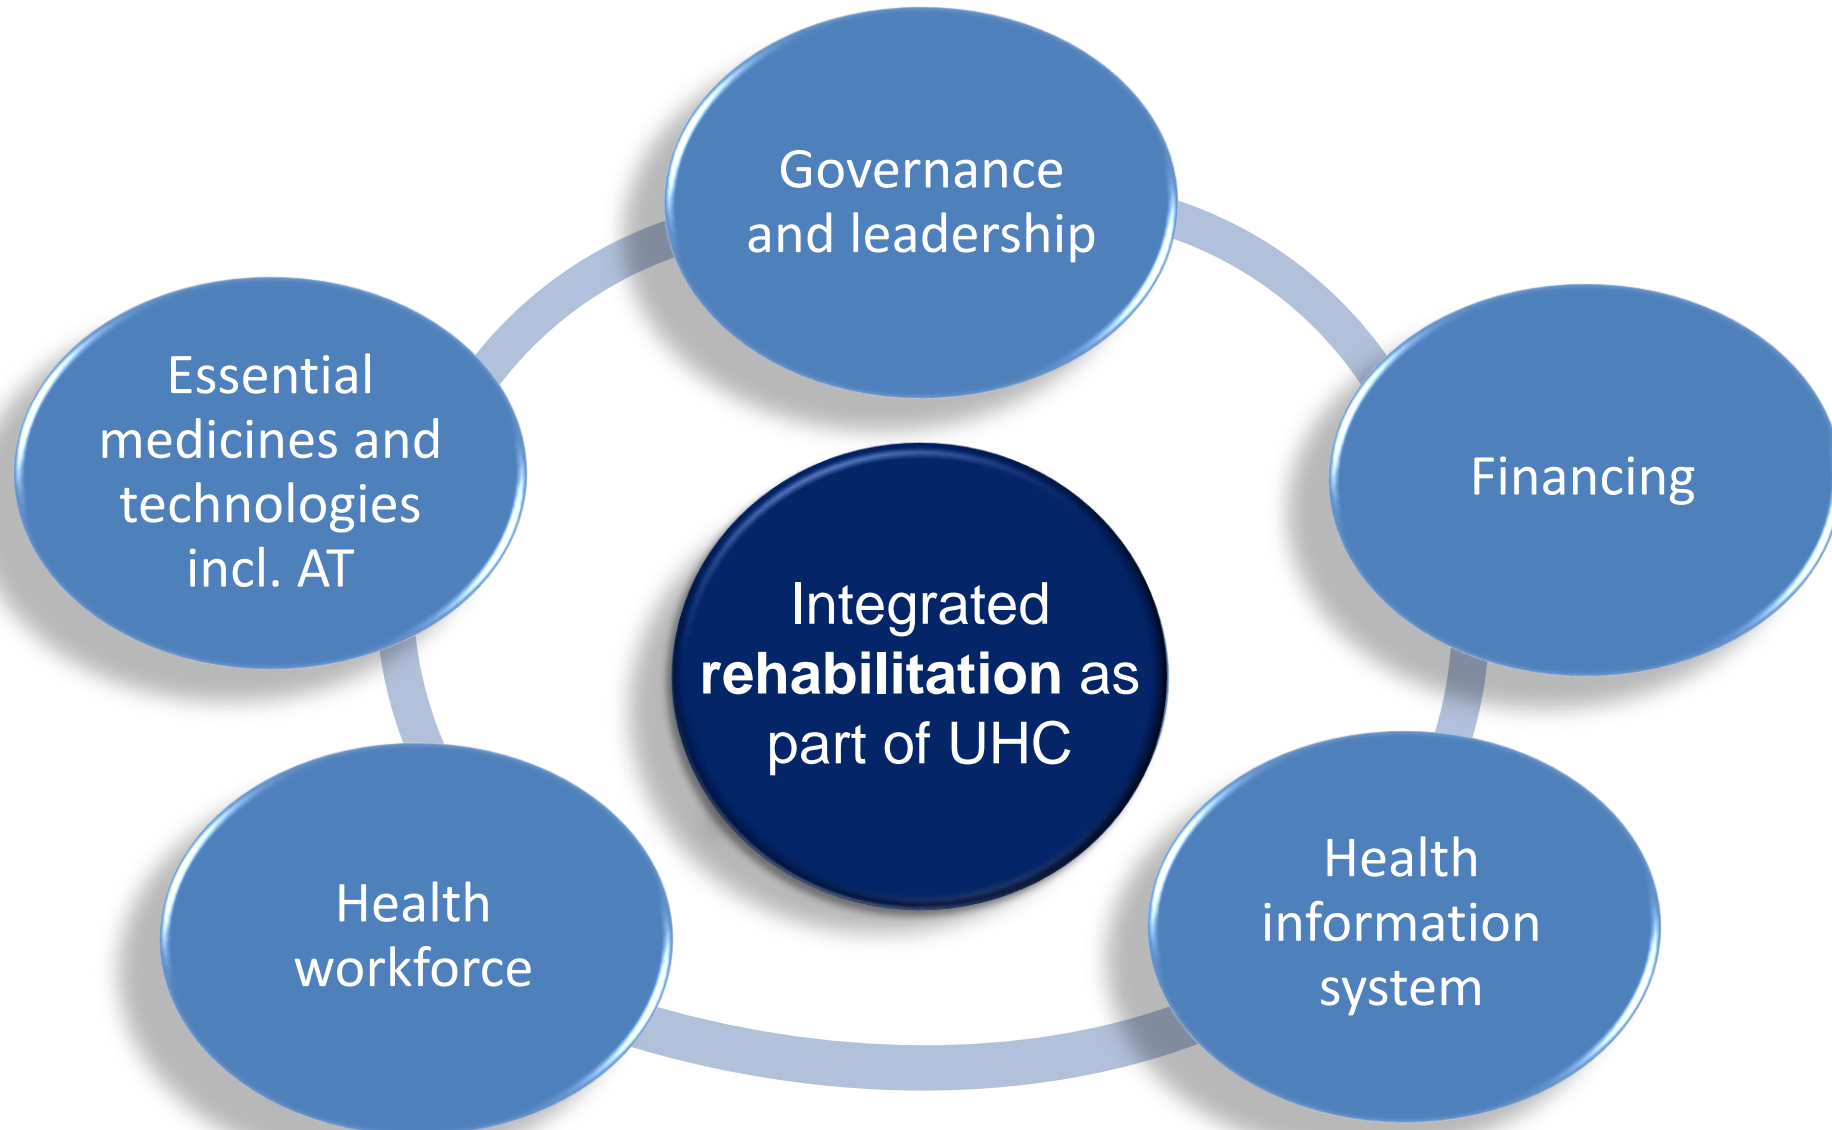 Governance
and leadership
Essential
medicines and
technologies
incl. AT
Financing
Integrated
rehabilitation as
part of UHC
Health
workforce
Health
information
system